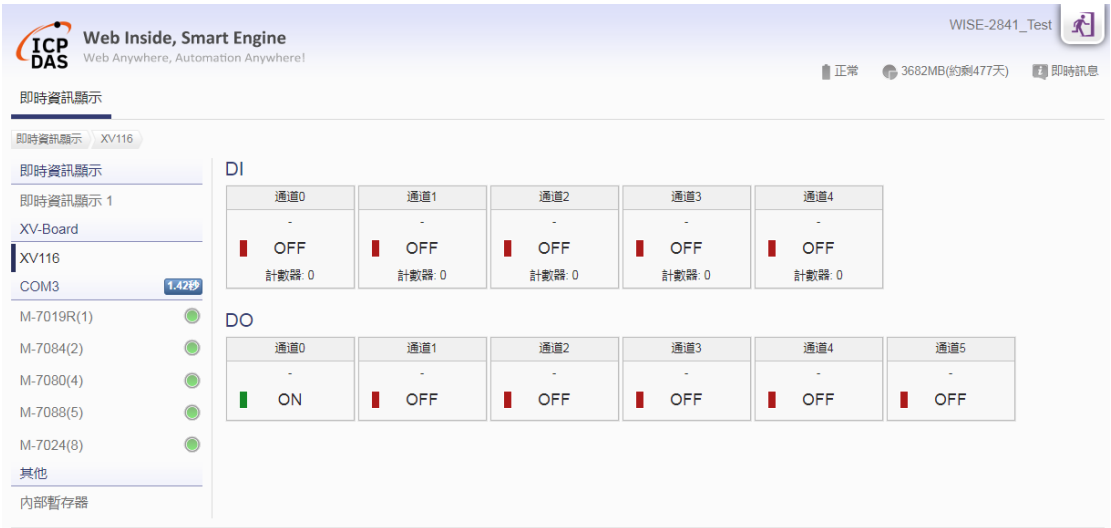 WISE-2841_Test
ICP DAS
Web Inside, Smart Engine
Web Anywhere, Automation Anywhere!
正常 3682MB(約剩477天) 即時訊息
即時資訊顯示
即時資訊顯示 XV116
即時資訊顯示
即時資訊顯示 1
XV-Board
XV116
COM3 1.42秒
M-7019R(1)
M-7084(2)
M-7080(4)
M-7088(5)
M-7024(8)
其他
內部暫存器
DI
通道0 通道1 通道2 通道3 通道4
- - - - -
OFF OFF OFF OFF OFF
計數器: 0 計數器: 0 計數器: 0 計數器: 0 計數器: 0
DO
通道0 通道1 通道2 通道3 通道4 通道5
- - - - - -
ON OFF OFF OFF OFF OFF